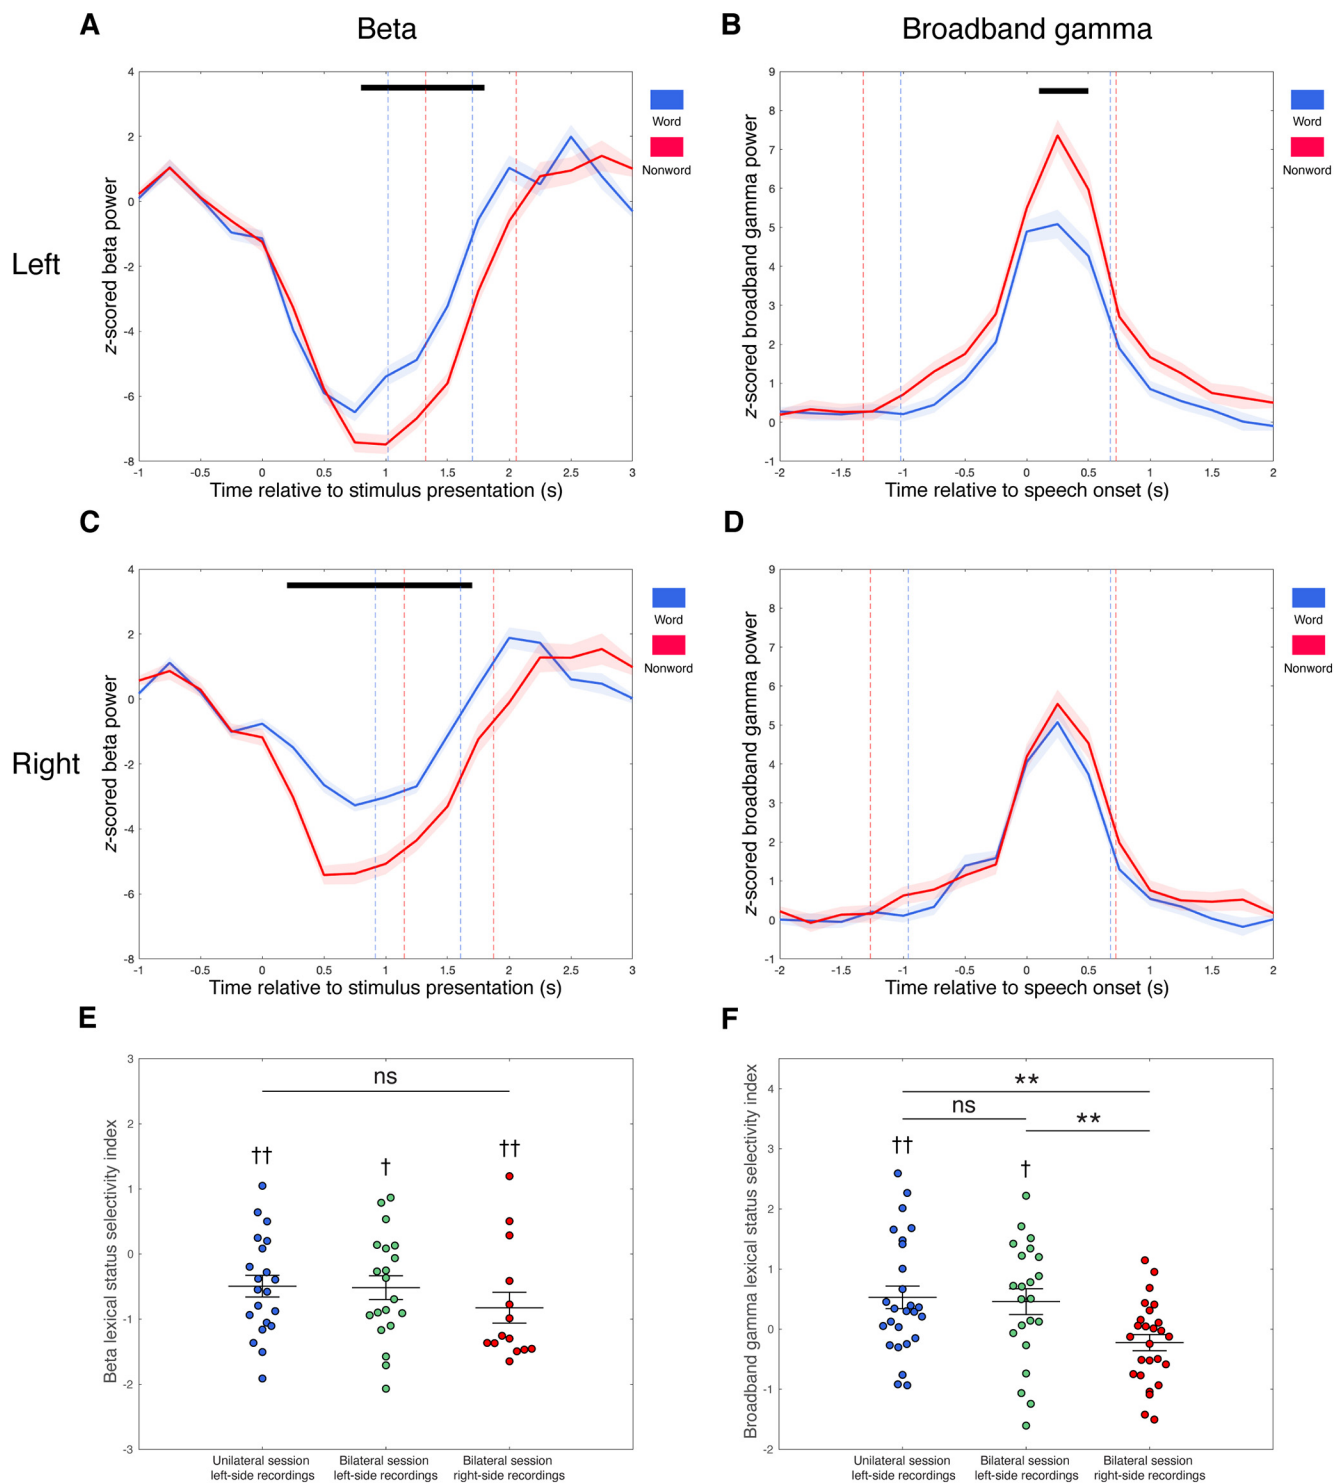 A
Beta
B
Broadband gamma
Left
4
2
0
-2
-4
-6
-8
z-scored beta power
-1
-0.5
0
0.5
1
1.5
2
2.5
3
Time relative to stimulus presentation (s)
Word
Nonword
9
8
7
6
5
4
3
2
1
0
-1
z-scored broadband gamma power
-2
-1.5
-1
-0.5
0
0.5
1
1.5
2
Time relative to speech onset (s)
Word
Nonword
C
D
Right
4
2
0
-2
-4
-6
-8
z-scored beta power
-1
-0.5
0
0.5
1
1.5
2
2.5
3
Time relative to stimulus presentation (s)
Word
Nonword
9
8
7
6
5
4
3
2
1
0
-1
z-scored broadband gamma power
-2
-1.5
-1
-0.5
0
0.5
1
1.5
2
Time relative to speech onset (s)
Word
Nonword
E
F
3
2
1
0
-1
-2
-3
Beta lexical status selectivity index
ns
††
†
††
Unilateral session
left-side recordings
Bilateral session
left-side recordings
Bilateral session
right-side recordings
4
3
2
1
0
-1
-2
Broadband gamma lexical status selectivity index
**
ns
**
††
†
Unilateral session
left-side recordings
Bilateral session
left-side recordings
Bilateral session
right-side recordings